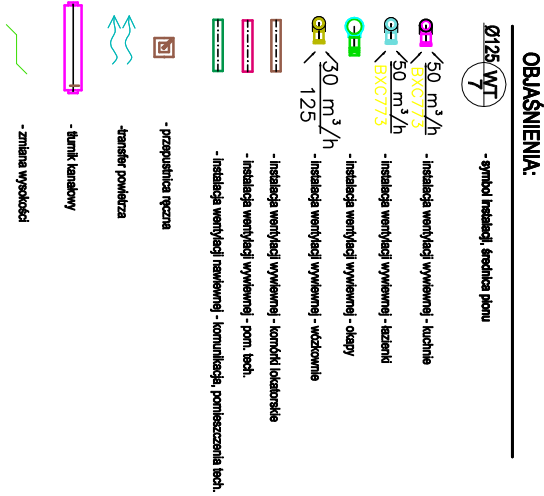 OBJAŚNIENIA:
Ø125 WT
7
- symbol instalacji, średnica pionu
50 m³/h
BXC773
- instalacja wentylacji wywiewnej - kuchnie
50 m³/h
BXC773
- instalacja wentylacji wywiewnej - łazienki
- instalacja wentylacji wywiewnej - okapy
30 m³/h
125
- instalacja wentylacji wywiewnej - wózkownie
- instalacja wentylacji wywiewnej - komórki lokatorskie
- instalacja wentylacji wywiewnej - pom. tech.
- instalacja wentylacji nawiewnej - komunikacja, pomieszczenia tech.
- przepustnica ręczna
-transfer powietrza
- tłumik kanałowy
- zmiana wysokości